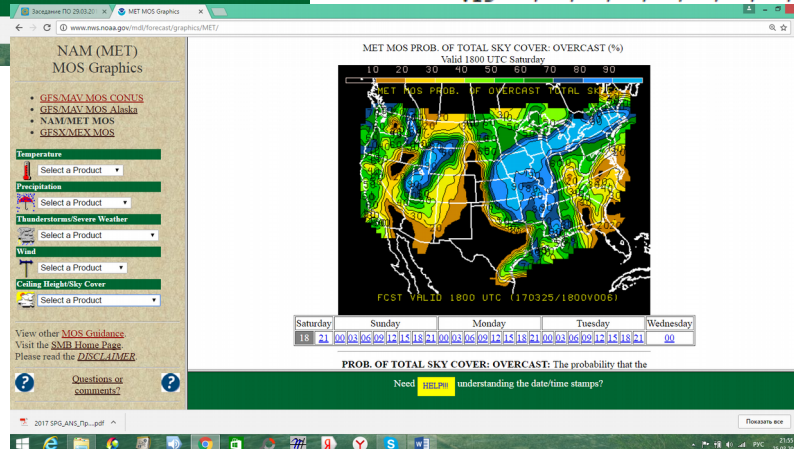 Заседание ПО 29.03.20
MET MOS Graphics
www.nws.noaa.gov/mdl/forecast/graphics/MET/
NAM (MET)
MOS Graphics
GFS/MAV MOS CONUS
GFS/MAV MOS Alaska
NAM/MET MOS
GFSX/MEX MOS
Temperature
Select a Product
Precipitation
Select a Product
Thunderstorms/Severe Weather
Select a Product
Wind
Select a Product
Ceiling Height/Sky Cover
Select a Product
View other MOS Guidance.
Visit the SMB Home Page.
Please read the DISCLAIMER.
Questions or
comments?
MET MOS PROB. OF TOTAL SKY COVER: OVERCAST (%)
Valid 1800 UTC Saturday
10 20 30 40 50 60 70 80 90
MET MOS PROB. OF OVERCAST TOTAL SKY
FCST VALID 1800 UTC (170325/1800V006)
Saturday Sunday Monday Tuesday Wednesday
18 21 00 03 06 09 12 15 18 21 00 03 06 09 12 15 18 21 00 03 06 09 12 15 18 21 00
PROB. OF TOTAL SKY COVER: OVERCAST: The probability that the
Need HELP!!! understanding the date/time stamps?
2017 SPG_ANS_Пр....pdf
Показать все
РУС
21:55